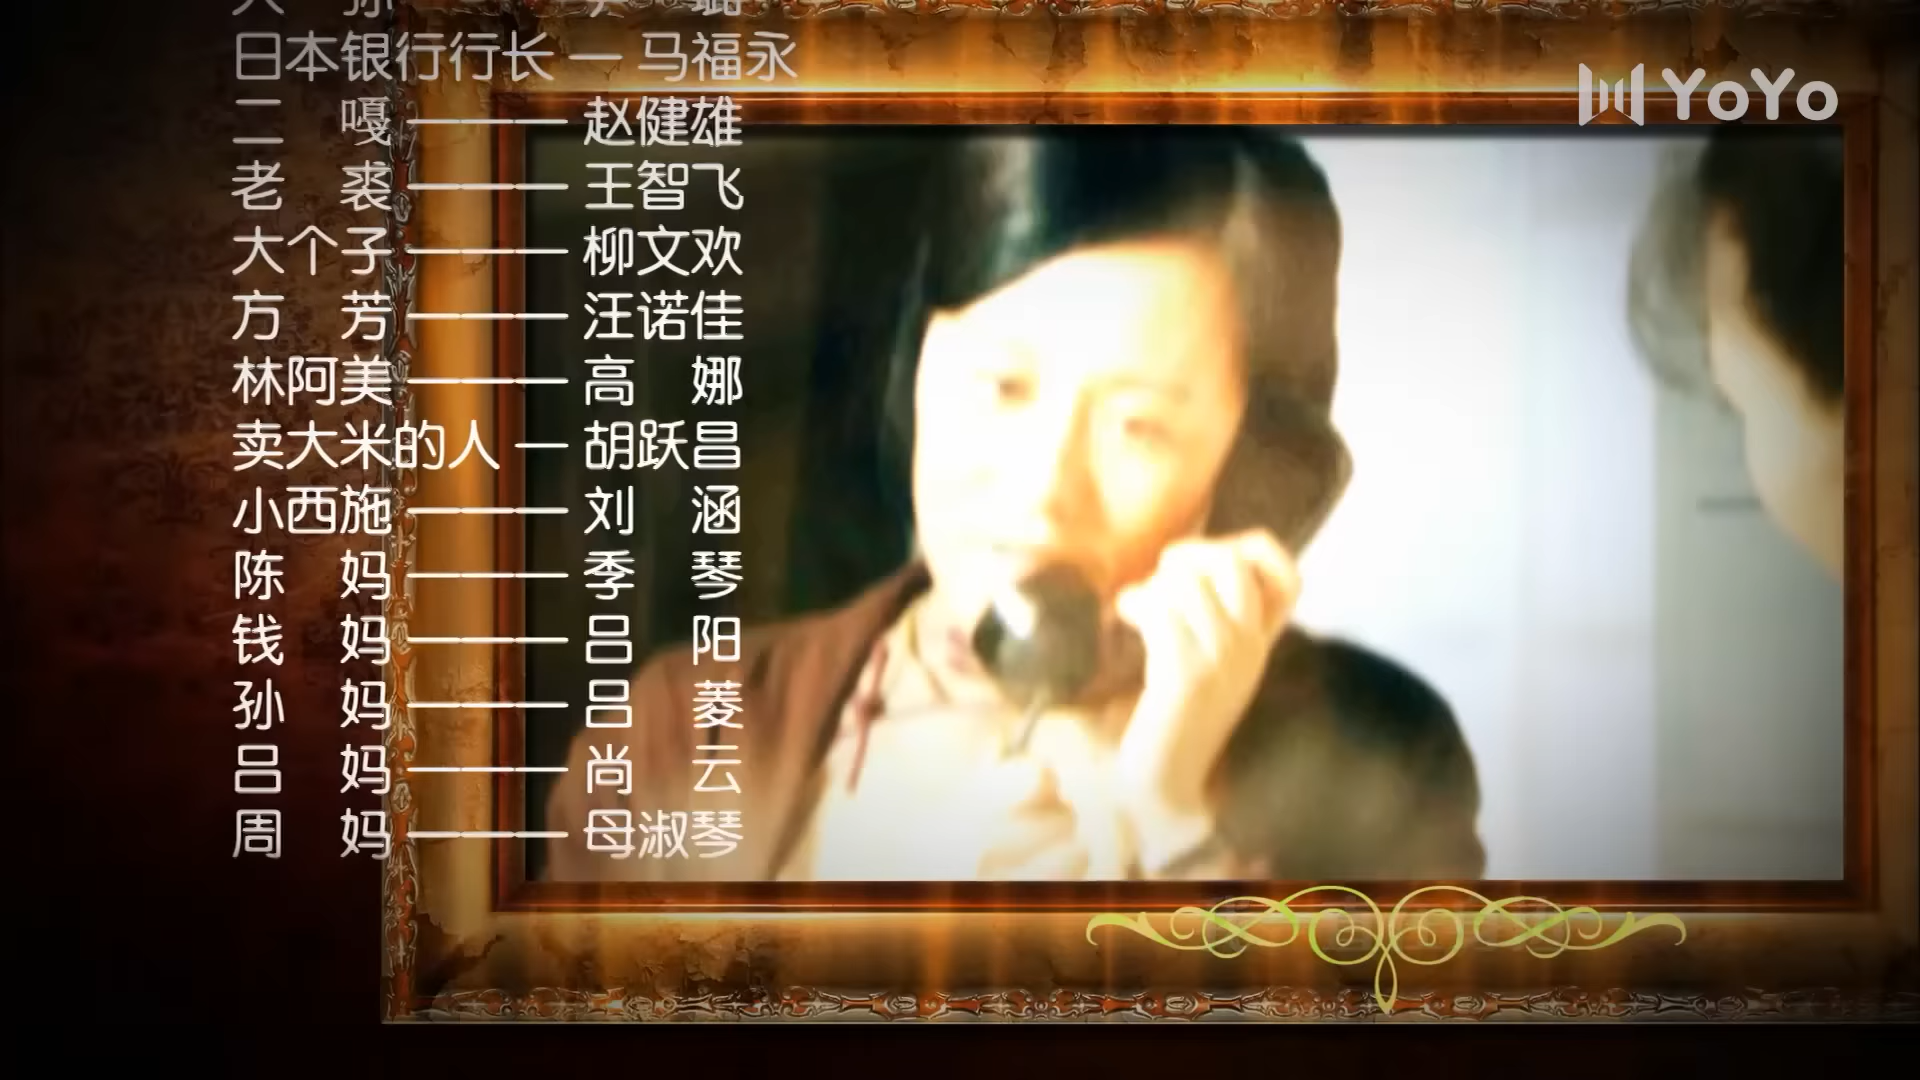 日本银行行长 — 马福永
YoYo
二 嘎 ——— 赵健雄
老 裘 ——— 王智飞
大个子 ——— 柳文欢
方 芳 ——— 汪诺佳
林阿美 ——— 高 娜
卖大米的人 — 胡跃昌
小西施 ——— 刘 涵
陈 妈 ——— 季 琴
钱 妈 ——— 吕 阳
孙 妈 ——— 吕 菱
吕 妈 ——— 尚 云
周 妈 ——— 母淑琴